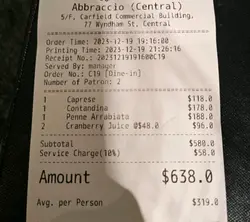 Abbraccio (Central)
5/F, Carfield Commercial Building,
77 Wyndham St, Central
Order Time: 2023-12-19 19:16:00
Printing Time: 2023-12-19 21:26:16
Receipt No.: 20231219191600C19
Served By: manager
Order No.: C19 [Dine-in]
Number of Patron: 2
1 Caprese $178.0
1 Contadina $118.0
1 Penne Arrabiata $188.0
2 Cranberry Juice @$48.0 $96.0
Subtotal $580.0
Service Charge(10%) $58.0
Amount $638.0
Avg. per Person $319.0